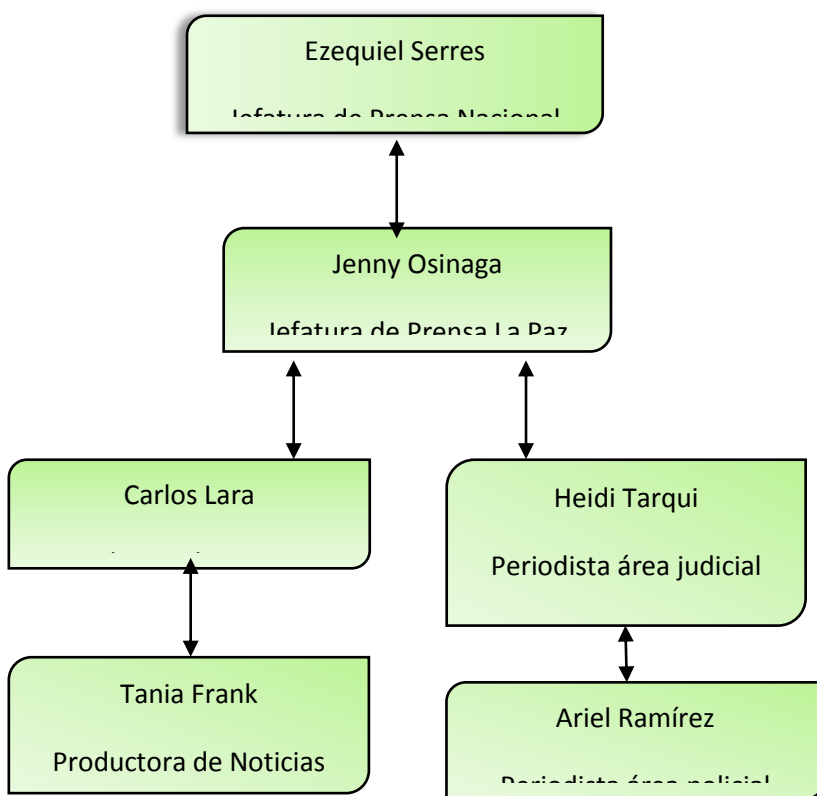 Ezequiel Serres
Jefatura de Prensa Nacional
Jenny Osinaga
Jefatura de Prensa La Paz
Carlos Lara
Heidi Tarqui
Periodista área judicial
Tania Frank
Productora de Noticias
Ariel Ramírez
Periodista área policial